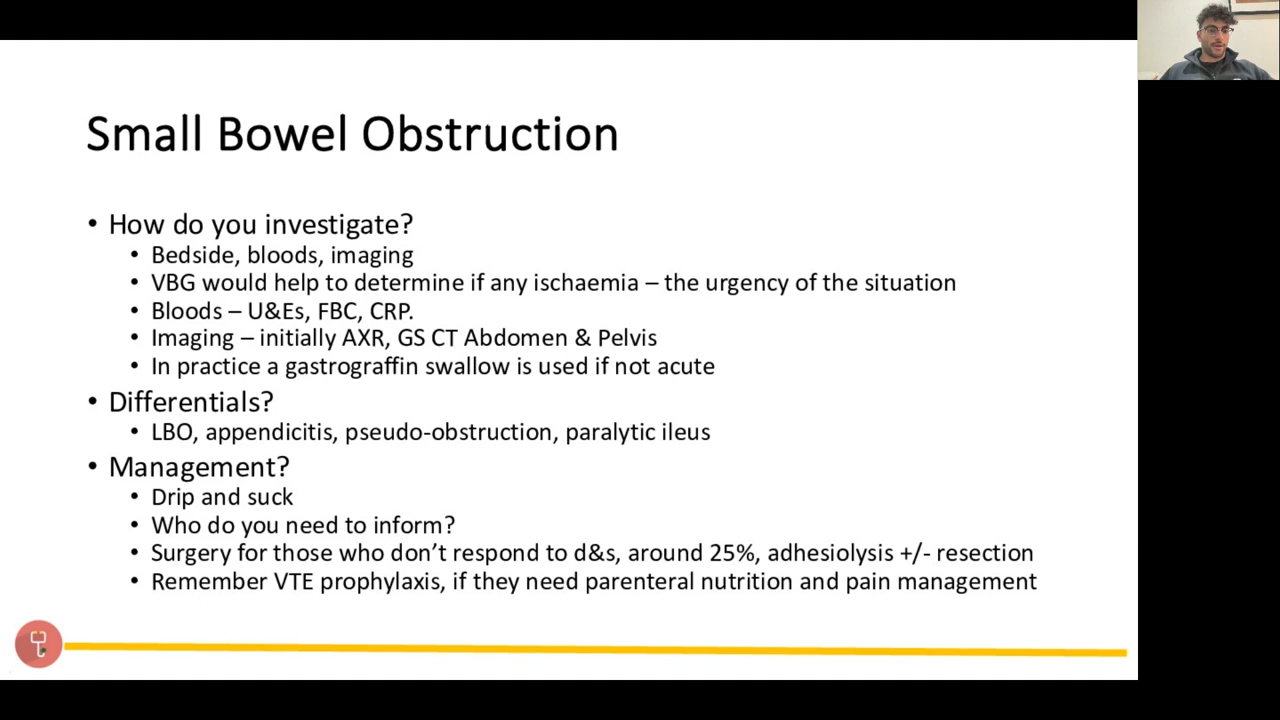 Small Bowel Obstruction
• How do you investigate?
• Bedside, bloods, imaging
• VBG would help to determine if any ischaemia – the urgency of the situation
• Bloods – U&Es, FBC, CRP.
• Imaging – initially AXR, GS CT Abdomen & Pelvis
• In practice a gastrograffin swallow is used if not acute
• Differentials?
• LBO, appendicitis, pseudo-obstruction, paralytic ileus
• Management?
• Drip and suck
• Who do you need to inform?
• Surgery for those who don’t respond to d&s, around 25%, adhesiolysis +/- resection
• Remember VTE prophylaxis, if they need parenteral nutrition and pain management